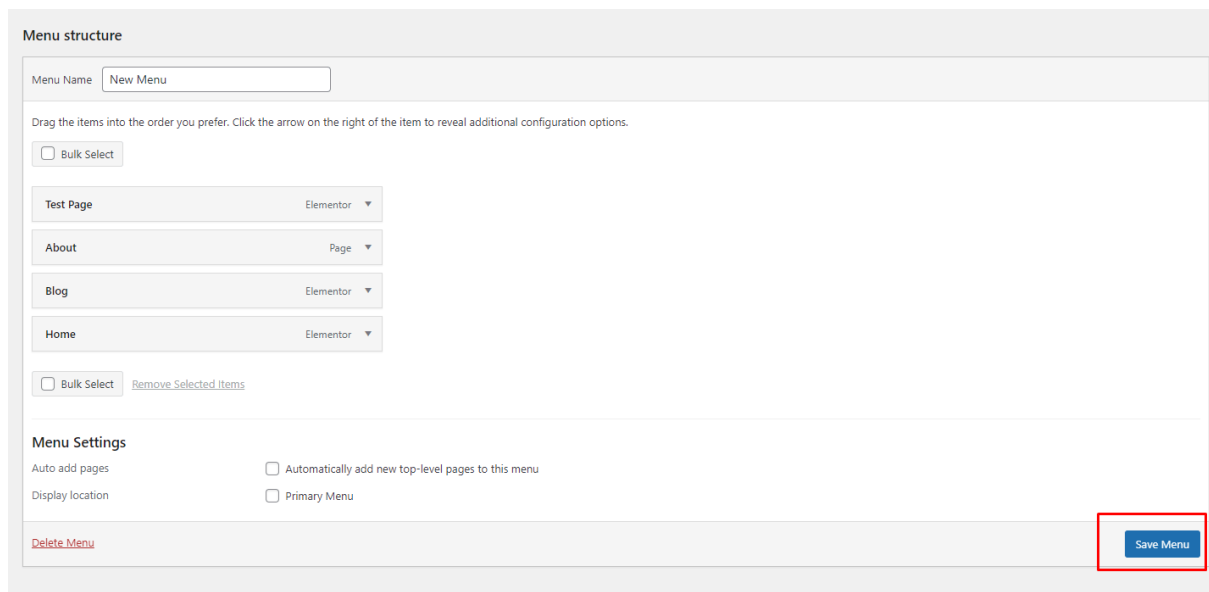 Menu structure
Menu Name New Menu
Drag the items into the order you prefer. Click the arrow on the right of the item to reveal additional configuration options.
Bulk Select
Test Page Elementor
About Page
Blog Elementor
Home Elementor
Bulk Select Remove Selected Items
Menu Settings
Auto add pages Automatically add new top-level pages to this menu
Display location Primary Menu
Delete Menu Save Menu